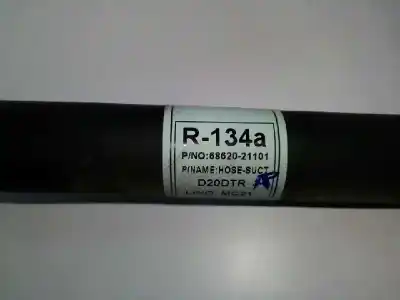 R-134a
P/NO:68620-21101
P/NAME:HOSE-SUCT
D20DTR